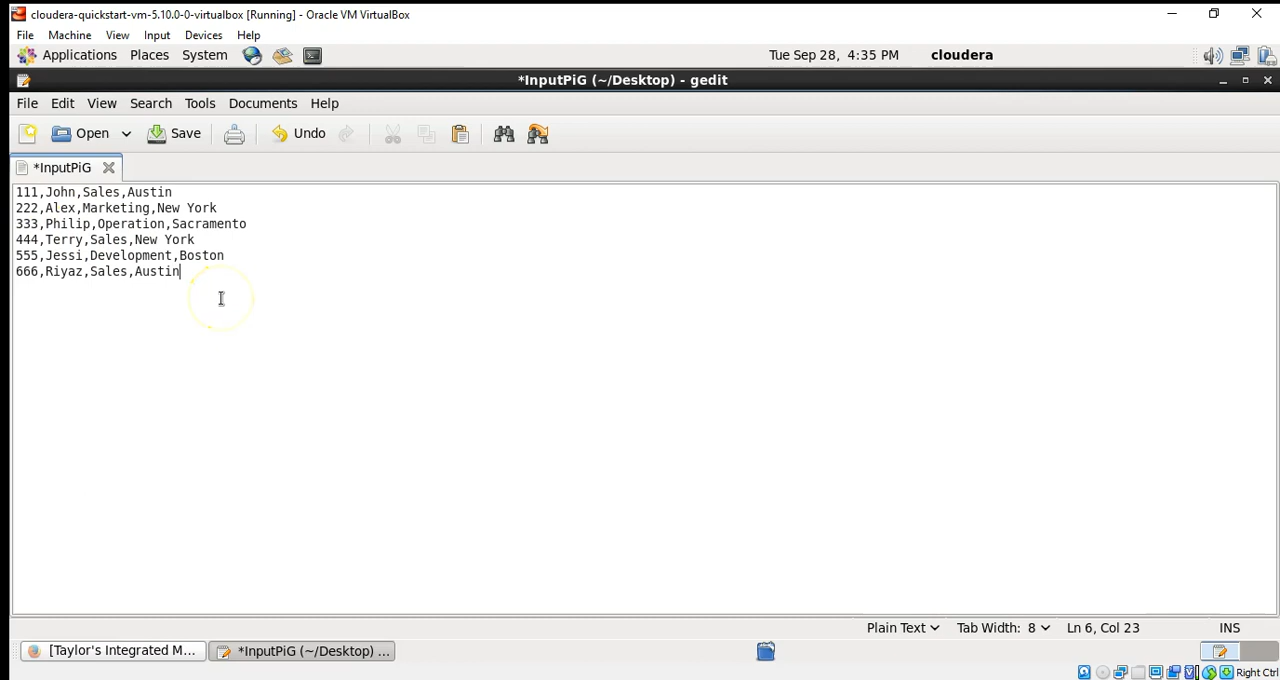 cloudera-quickstart-vm-5.10.0-0-virtualbox [Running] - Oracle VM VirtualBox
File Machine View Input Devices Help
Applications Places System Tue Sep 28, 4:35 PM cloudera
*InputPiG (~/Desktop) - gedit
File Edit View Search Tools Documents Help
Open Save Undo
*InputPiG
111,John,Sales,Austin
222,Alex,Marketing,New York
333,Philip,Operation,Sacramento
444,Terry,Sales,New York
555,Jessi,Development,Boston
666,Riyaz,Sales,Austin
Plain Text Tab Width: 8 Ln 6, Col 23 INS
[Taylor's Integrated M... *InputPiG (~/Desktop) ...
Right Ctrl